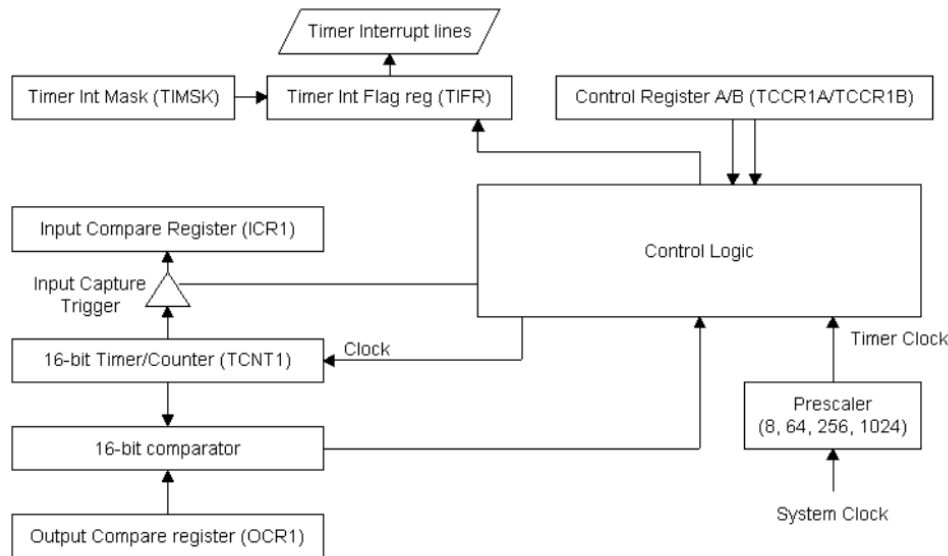 Timer Interrupt lines
Timer Int Mask (TIMSK)
Timer Int Flag reg (TIFR)
Control Register A/B (TCCR1A/TCCR1B)
Input Compare Register (ICR1)
Control Logic
Input Capture
Trigger
Timer Clock
16-bit Timer/Counter (TCNT1)
Clock
Prescaler
(8, 64, 256, 1024)
16-bit comparator
System Clock
Output Compare register (OCR1)